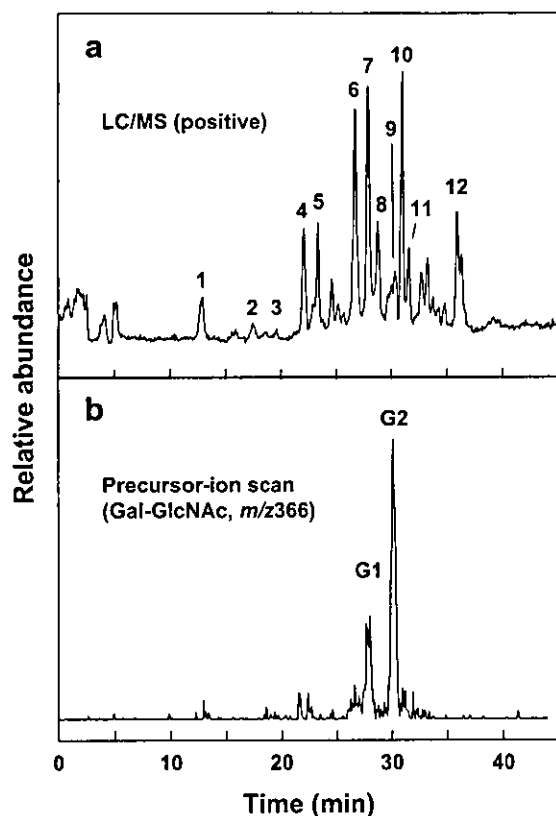 a
LC/MS (positive)
1
2
3
4
5
6
7
8
9
10
11
12
Relative abundance
b
Precursor-ion scan
(Gal-GlcNAc, m/z366)
G1
G2
0 10 20 30 40
Time (min)